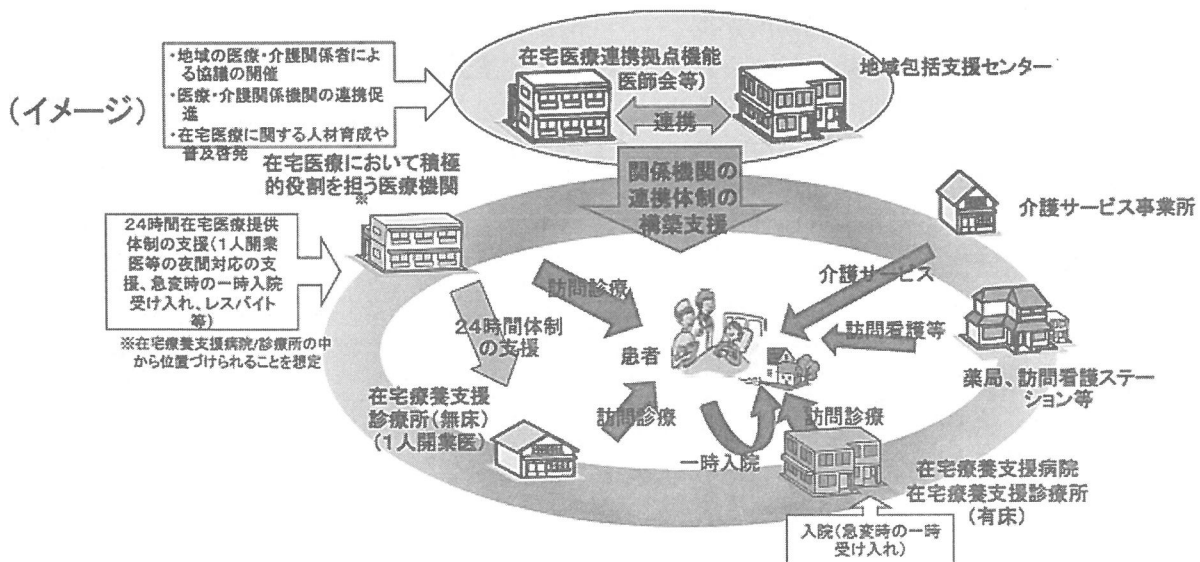 (イメージ)
・地域の医療・介護関係者によ
る協議の開催
・医療・介護関係機関の連携促
進
・在宅医療に関する人材育成や
普及啓発
在宅医療連携拠点機能
医師会等)
地域包括支援センター
連携
関係機関の
連携体制の
構築支援
在宅医療において積極
的役割を担う医療機関
※
24時間在宅医療提供
体制の支援(1人開業
医等の夜間対応の支
援、急変時の一時入院
受け入れ、レスパイト
等)
※在宅療養支援病院/診療所の中
から位置づけられることを想定
介護サービス事業所
訪問診療
介護サービス
24時間体制
の支援
患者
訪問看護等
薬局、訪問看護ステー
ション等
在宅療養支援
診療所(無床)
(1人開業医)
訪問診療
一時入院
訪問診療
在宅療養支援病院
在宅療養支援診療所
(有床)
入院(急変時の一時
受け入れ)